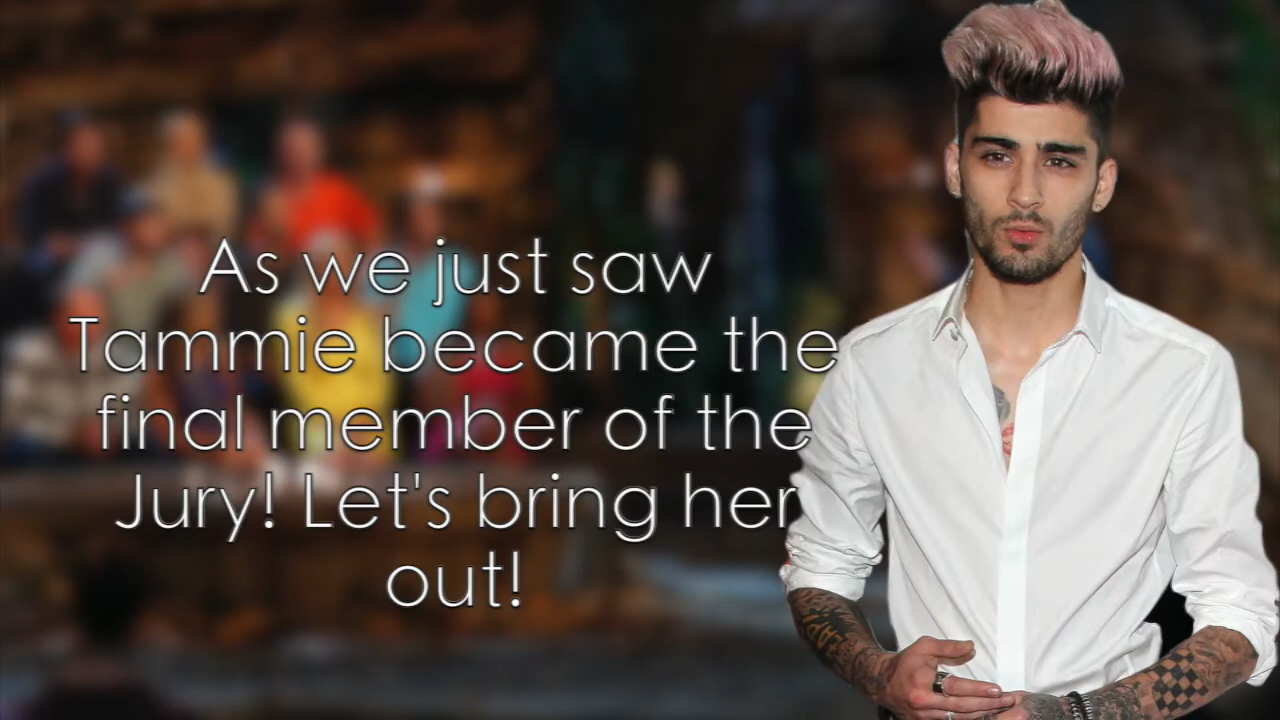 As we just saw
Tammie became the
final member of the
Jury! Let's bring her
out!